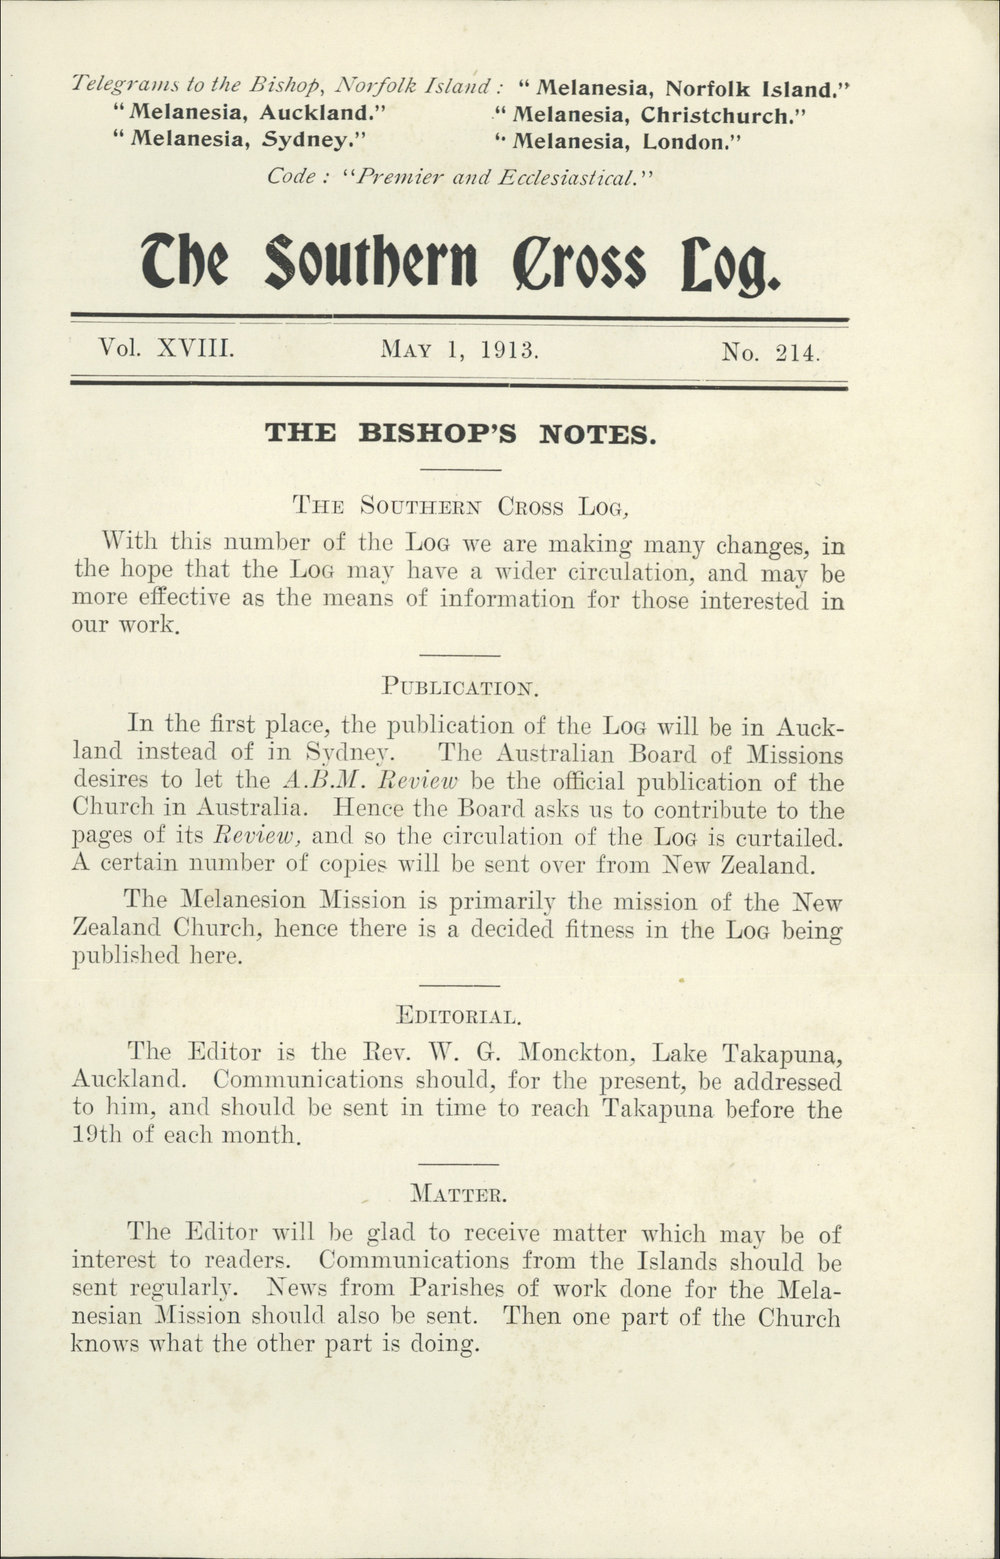 Telegrams to the Bishop, Norfolk Island : “ Melanesia, Norfolk Island.”
“ Melanesia, Auckland.” “ Melanesia, Christchurch.”
“ Melanesia, Sydney.” “ Melanesia, London.”
Code : “Premier and Ecclesiastical.”
The Southern Cross Log.
Vol. XVIII. May 1, 1913. No. 214.
THE BISHOP’S NOTES.
The Southern Cross Log,
With this number of the Log we are making many changes, in
the hope that the Log may have a wider circulation, and may be
more effective as the means of information for those interested in
our work.
Publication.
In the first place, the publication of the Log will be in Auck-
land instead of in Sydney. The Australian Board of Missions
desires to let the A.B.M. Review be the official publication of the
Church in Australia. Hence the Board asks us to contribute to the
pages of its Review, and so the circulation of the Log is curtailed.
A certain number of copies will be sent over from New Zealand.
The Melanesion Mission is primarily the mission of the New
Zealand Church, hence there is a decided fitness in the Log being
published here.
Editorial.
The Editor is the Rev. W. G. Monckton, Lake Takapuna,
Auckland. Communications should, for the present, be addressed
to him, and should be sent in time to reach Takapuna before the
19th of each month.
Matter.
The Editor will be glad to receive matter which may be of
interest to readers. Communications from the Islands should be
sent regularly. News from Parishes of work done for the Mela-
nesian Mission should also be sent. Then one part of the Church
knows what the other part is doing.